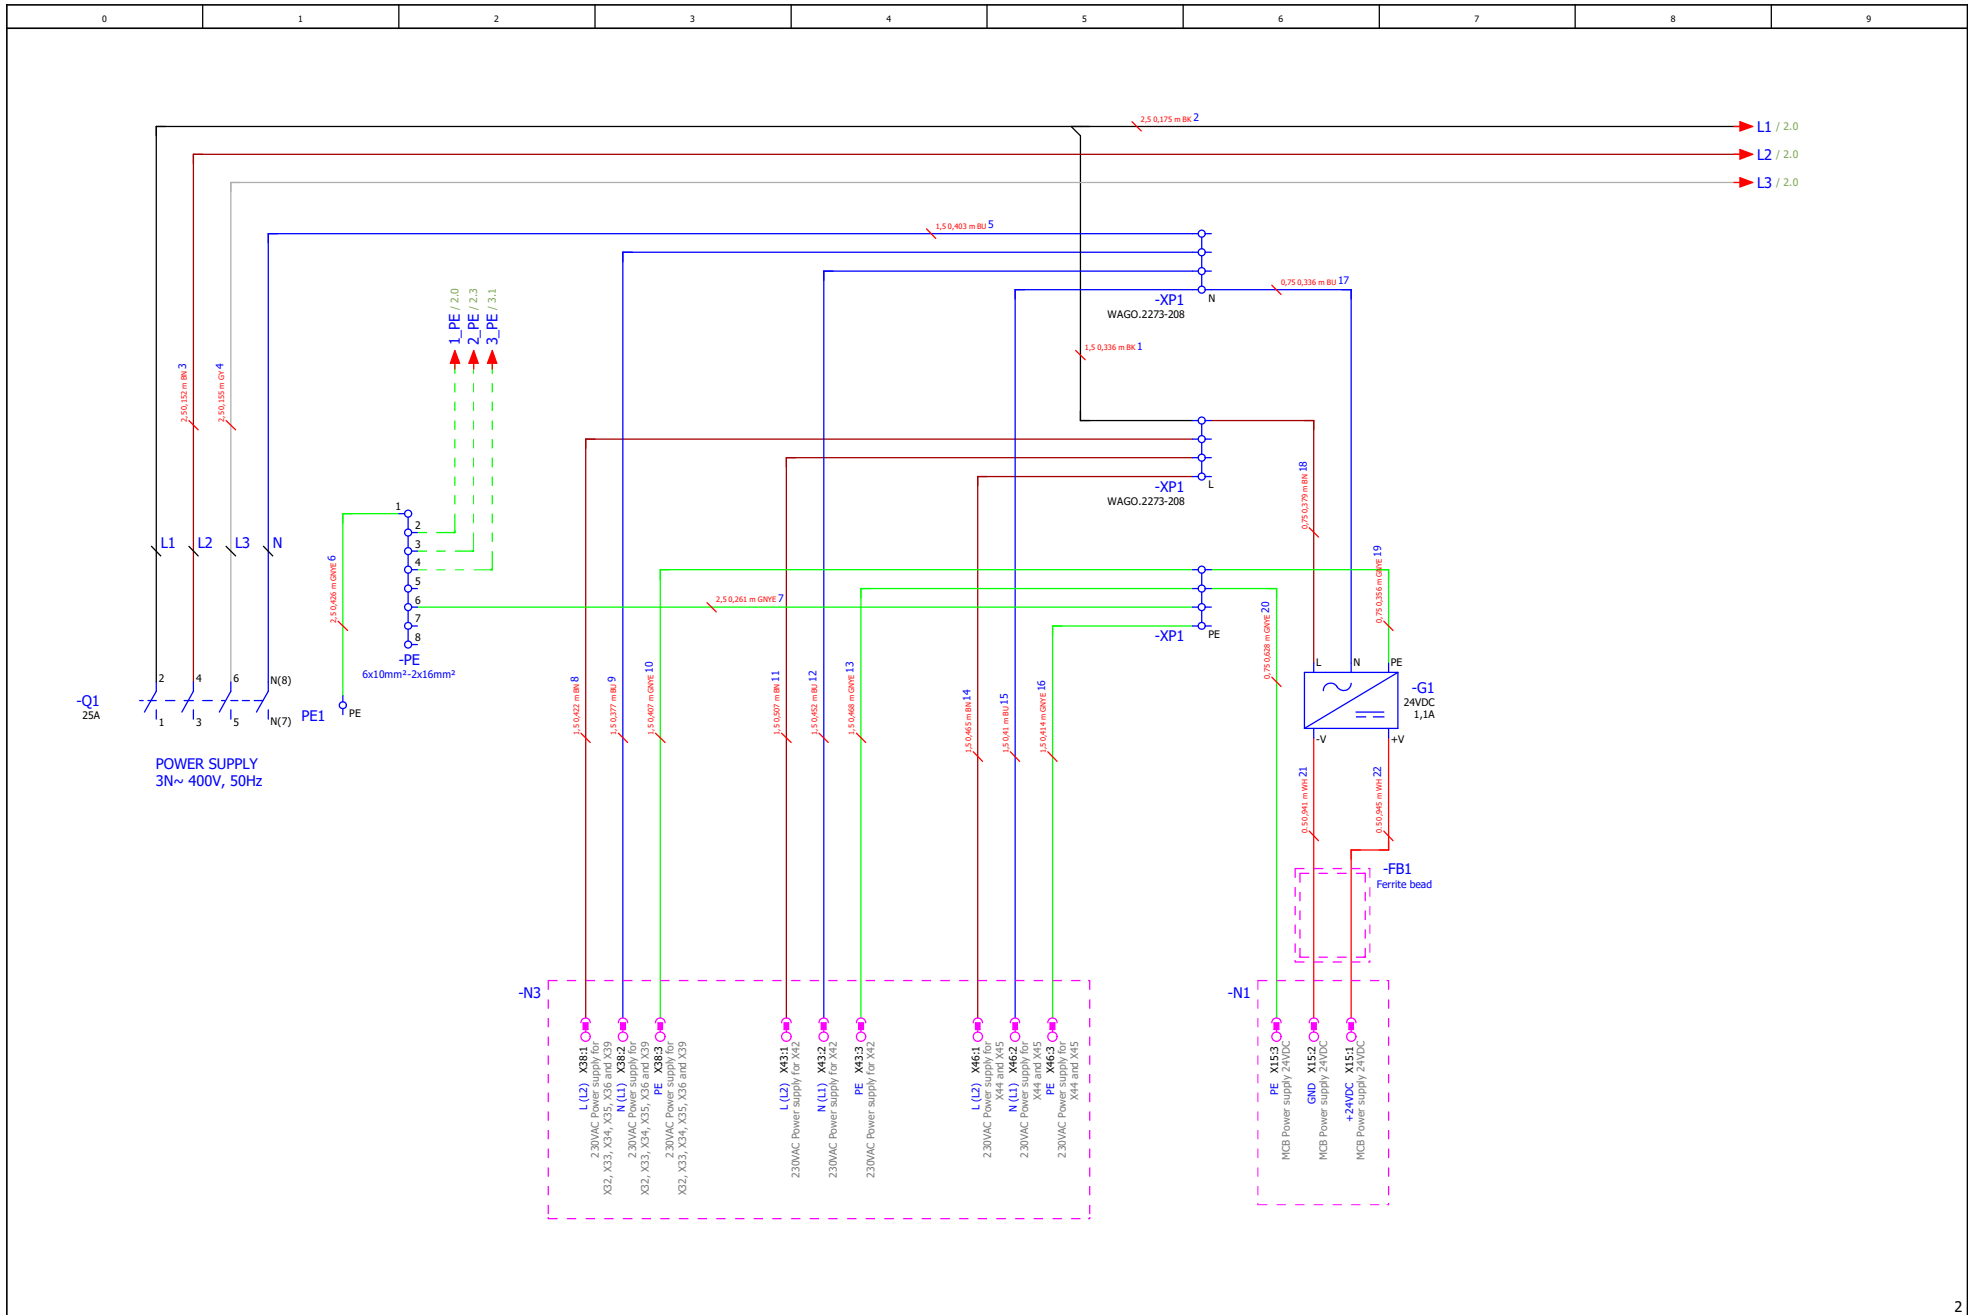 0 1 2 3 4 5 6 7 8 9
2,5 0,175 m BK 2
L1 / 2.0
L2 / 2.0
L3 / 2.0
1,5 0,403 m BU 5
0,75 0,336 m BU 17
-XP1 N
WAGO.2273-208
1_PE / 2.0
2_PE / 2.3
3_PE / 3.1
1,5 0,336 m BK 1
2,5 0,152 m BN 3
2,5 0,155 m GY 4
-XP1 L
WAGO.2273-208
0,75 0,379 m BN 18
L1 L2 L3 N
1
2
3
4
5
6
7
8
-PE
6x10mm²-2x16mm²
2,5 0,426 m GNYE 6
2,5 0,261 m GNYE 7
-XP1 PE
0,75 0,628 m GNYE 20
0,75 0,356 m GNYE 19
-Q1
25A
2 4 6 N(8)
1 3 5 N(7)
PE1 PE
POWER SUPPLY
3N~ 400V, 50Hz
1,5 0,422 m BN 8
1,5 0,377 m BU 9
1,5 0,407 m GNYE 10
1,5 0,507 m BN 11
1,5 0,452 m BU 12
1,5 0,468 m GNYE 13
1,5 0,465 m BN 14
1,5 0,41 m BU 15
1,5 0,414 m GNYE 16
L N PE
-G1
24VDC
1,1A
-V +V
0.5 0,941 m WH 21
0.5 0,945 m WH 22
-FB1
Ferrite bead
-N3
L (L2) X38:1
230VAC Power supply for
X32, X33, X34, X35, X36 and X39
N (L1) X38:2
230VAC Power supply for
X32, X33, X34, X35, X36 and X39
PE X38:3
230VAC Power supply for
X32, X33, X34, X35, X36 and X39
L (L2) X43:1
230VAC Power supply for X42
N (L1) X43:2
230VAC Power supply for X42
PE X43:3
230VAC Power supply for X42
L (L2) X46:1
230VAC Power supply for
X44 and X45
N (L1) X46:2
230VAC Power supply for
X44 and X45
PE X46:3
230VAC Power supply for
X44 and X45
-N1
PE X15:3
MCB Power supply 24VDC
GND X15:2
MCB Power supply 24VDC
+24VDC X15:1
MCB Power supply 24VDC
2